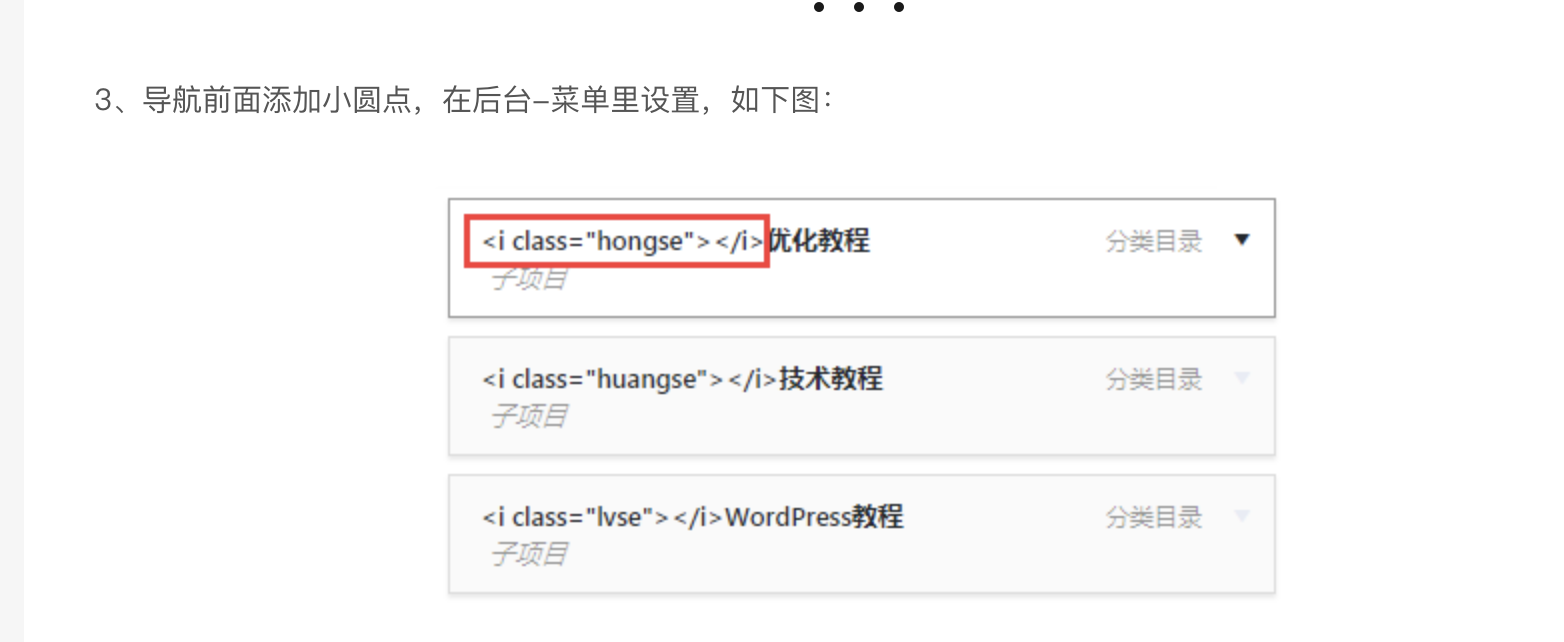 3、导航前面添加小圆点，在后台–菜单里设置，如下图：
<i class="hongse"></i>优化教程 分类目录 ▼
子项目
<i class="huangse"></i>技术教程 分类目录 ▼
子项目
<i class="lvse"></i>WordPress教程 分类目录 ▼
子项目